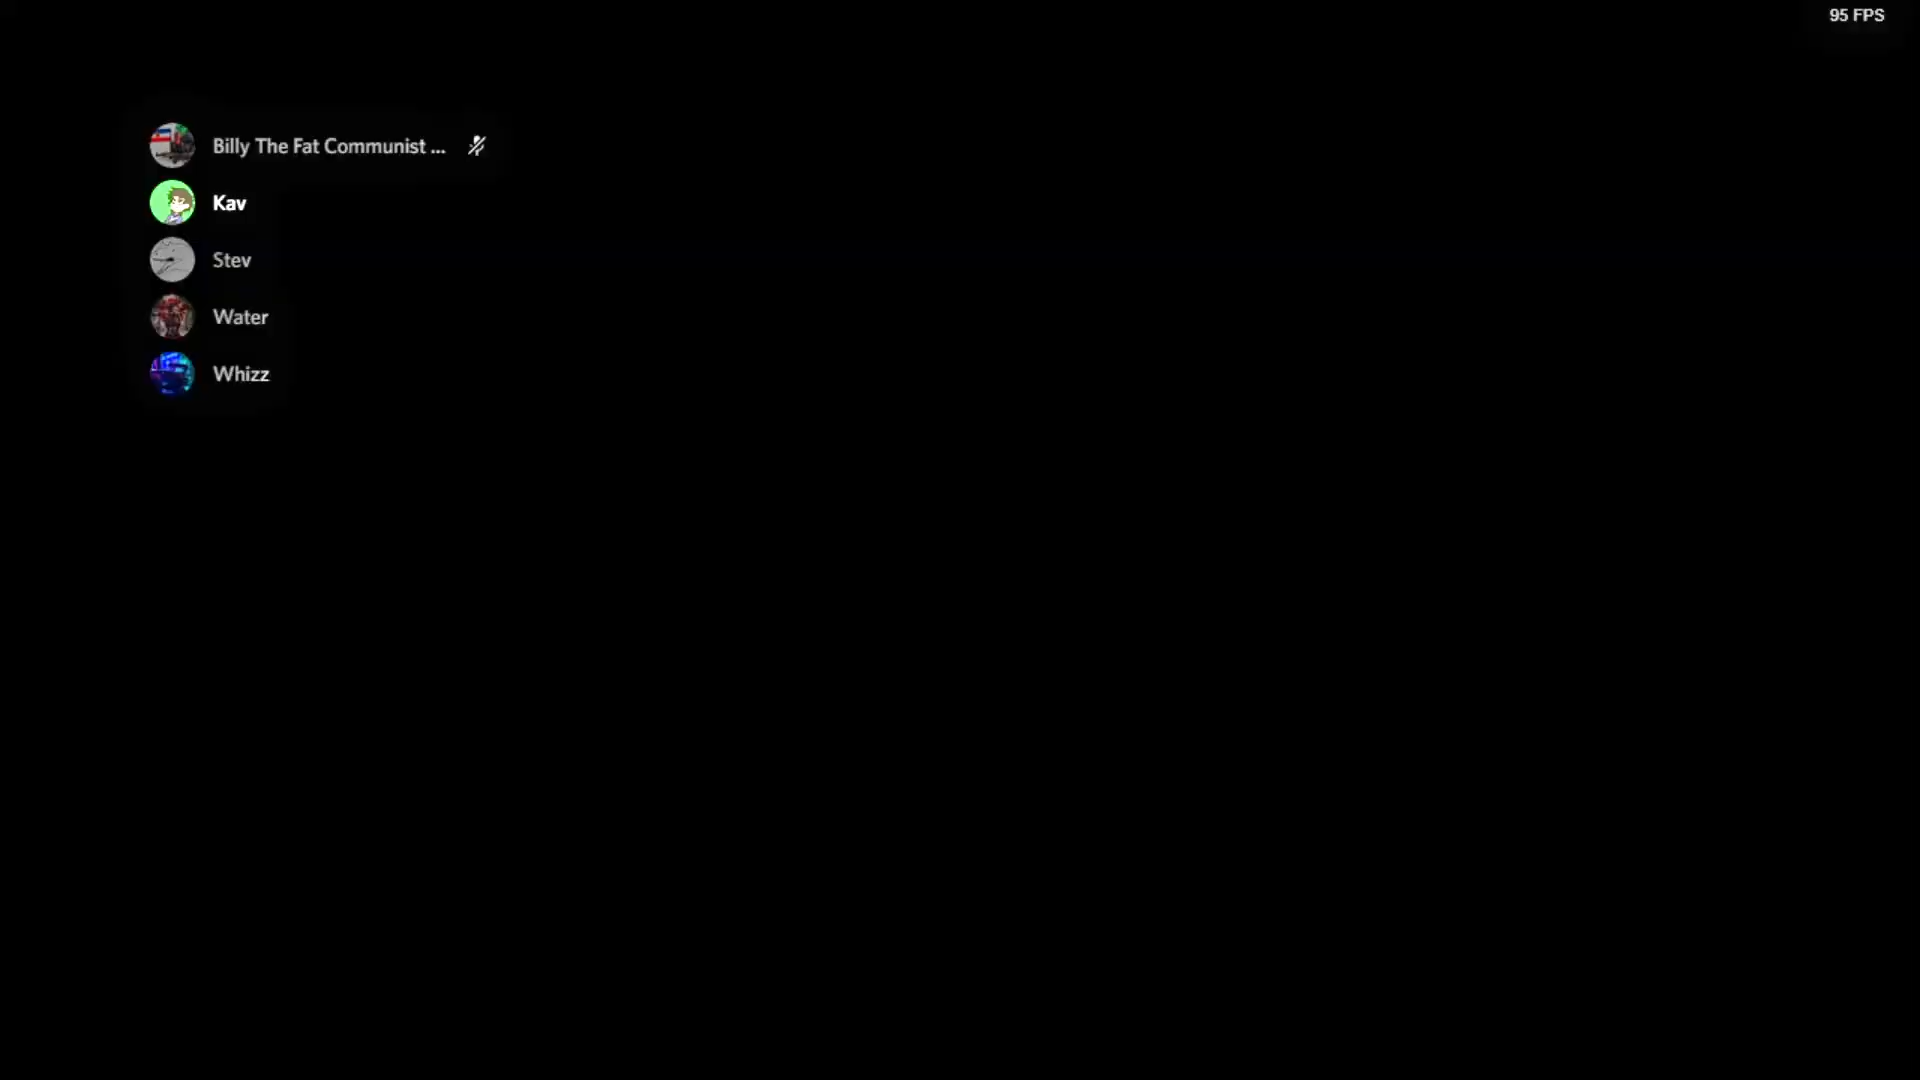 95 FPS
Billy The Fat Communist ...
Kav
Stev
Water
Whizz